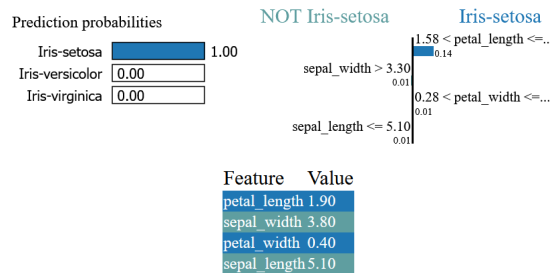 Prediction probabilities
Iris-setosa 1.00
Iris-versicolor 0.00
Iris-virginica 0.00
NOT Iris-setosa Iris-setosa
1.58 < petal_length <=...
0.14
sepal_width > 3.30
0.01
0.28 < petal_width <=...
0.01
sepal_length <= 5.10
0.01
Feature Value
petal_length 1.90
sepal_width 3.80
petal_width 0.40
sepal_length 5.10